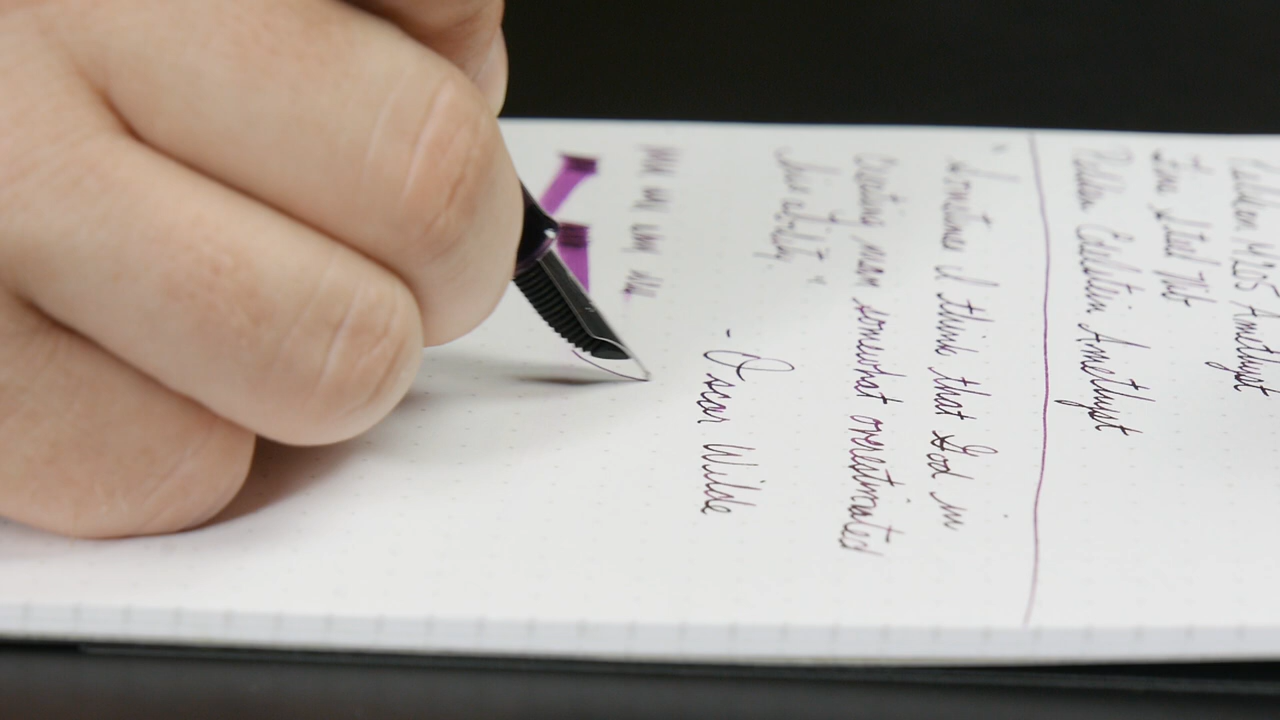 Pelikan M205 Amethyst
Fine Steel Nib
Pelikan Edelstein Amethyst
"Sometimes I think that God in
Creating man somewhat overestimated
his ability."
- Oscar Wilde